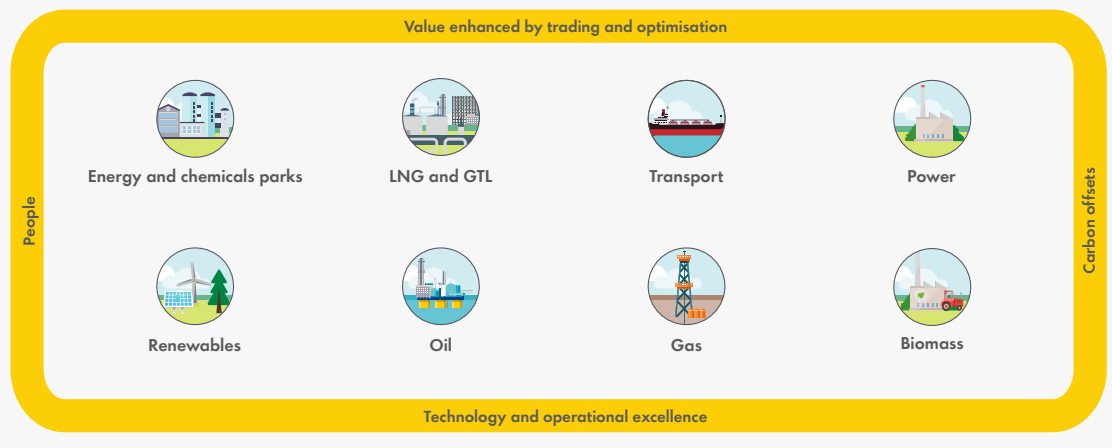 Value enhanced by trading and optimisation
Energy and chemicals parks
LNG and GTL
Transport
Power
People
Carbon offsets
Renewables
Oil
Gas
Biomass
Technology and operational excellence